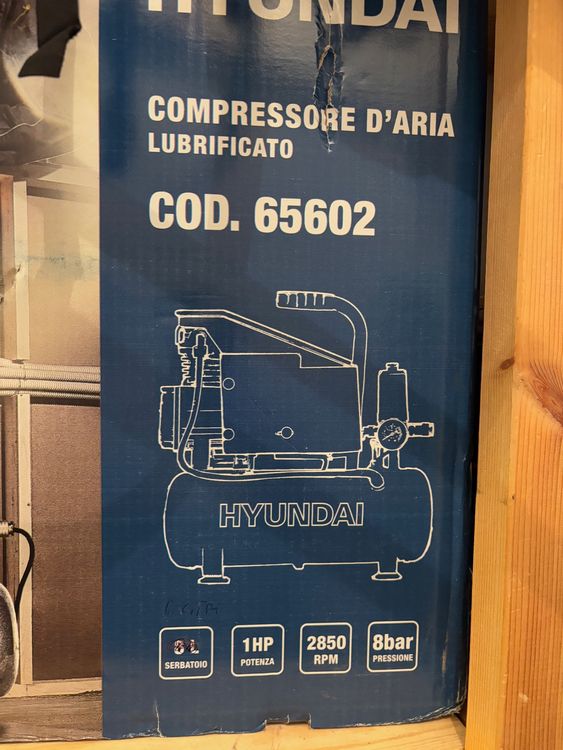 HYUNDAI
COMPRESSORE D'ARIA
LUBRIFICATO
COD. 65602
HYUNDAI
SERBATOIO
1HP
POTENZA
2850
RPM
8bar
PRESSIONE